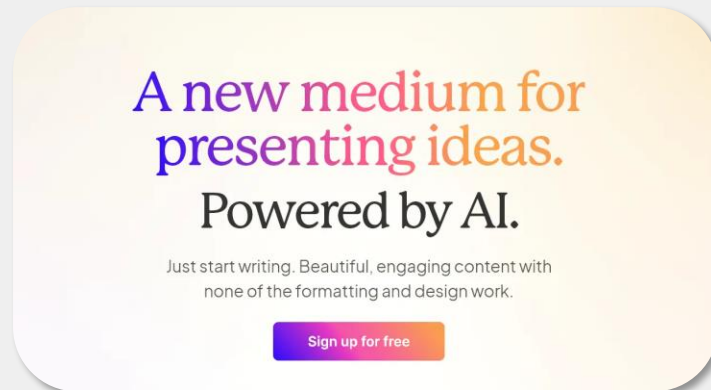 A new medium for
presenting ideas.
Powered by AI.
Just start writing. Beautiful, engaging content with
none of the formatting and design work.
Sign up for free